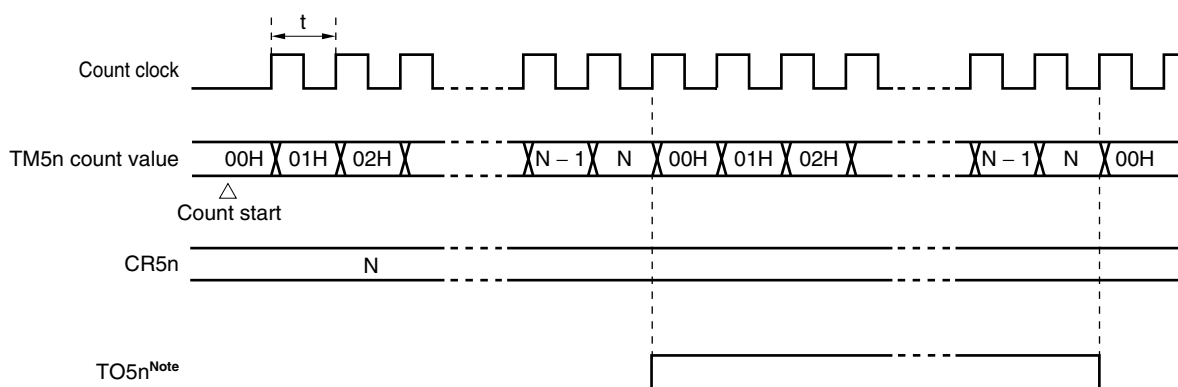 t
Count clock
TM5n count value 00H 01H 02H N – 1 N 00H 01H 02H N – 1 N 00H
Count start
CR5n N
TO5nNote